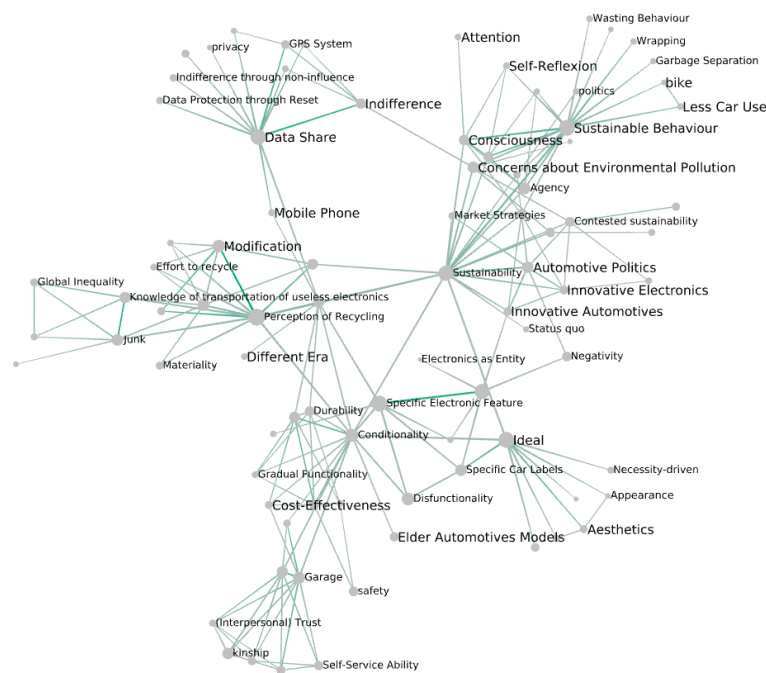 Wasting Behaviour
Attention
Wrapping
privacy
GPS System
Garbage Separation
Self-Reflexion
Indifference through non-influence
bike
politics
Data Protection through Reset
Indifference
Less Car Use
Sustainable Behaviour
Data Share
Consciousness
Concerns about Environmental Pollution
Agency
Mobile Phone
Market Strategies
Contested sustainability
Modification
Effort to recycle
Sustainability
Automotive Politics
Global Inequality
Innovative Electronics
Knowledge of transportation of useless electronics
Innovative Automotives
Perception of Recycling
Status quo
Junk
Different Era
Negativity
Electronics as Entity
Materiality
Specific Electronic Feature
Durability
Conditionality
Ideal
Specific Car Labels
Necessity-driven
Gradual Functionality
Appearance
Disfunctionality
Cost-Effectiveness
Aesthetics
Elder Automotives Models
Garage
safety
(Interpersonal) Trust
kinship
Self-Service Ability